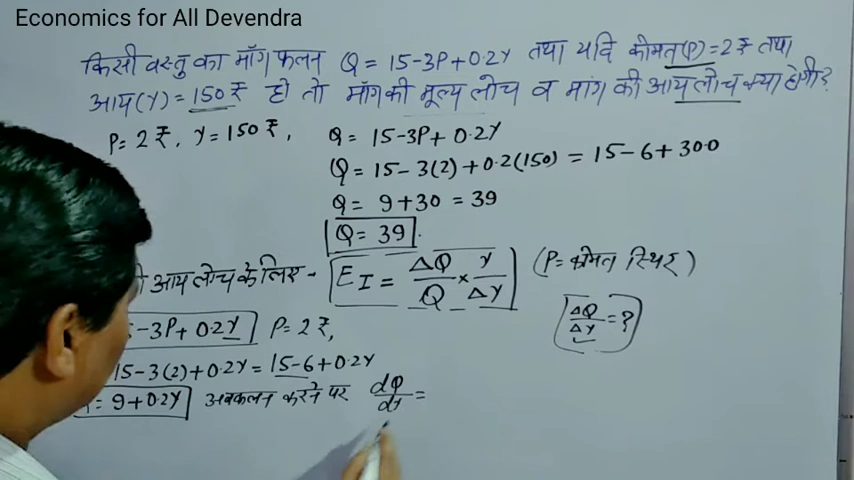 Economics for All Devendra
किसी वस्तु का माँग फलन Q = 15-3P+0.2Y तथा यदि कीमत(P)=2₹ तथा
आय(Y)=150₹ हो तो माँग की मूल्य लोच व मांग की आय लोच क्या होगी?
P=2₹, Y=150₹, Q = 15-3P+0.2Y
Q = 15-3(2)+0.2(150) = 15-6+30.0
Q = 9+30 = 39
Q = 39.
आय लोच के लिए - E_I = ΔQ/Q × Y/ΔY (P=कीमत स्थिर)
ΔQ/ΔY = ?
-3P+0.2Y P=2₹,
15-3(2)+0.2Y = 15-6+0.2Y
= 9+0.2Y अवकलन करने पर dQ/dY =